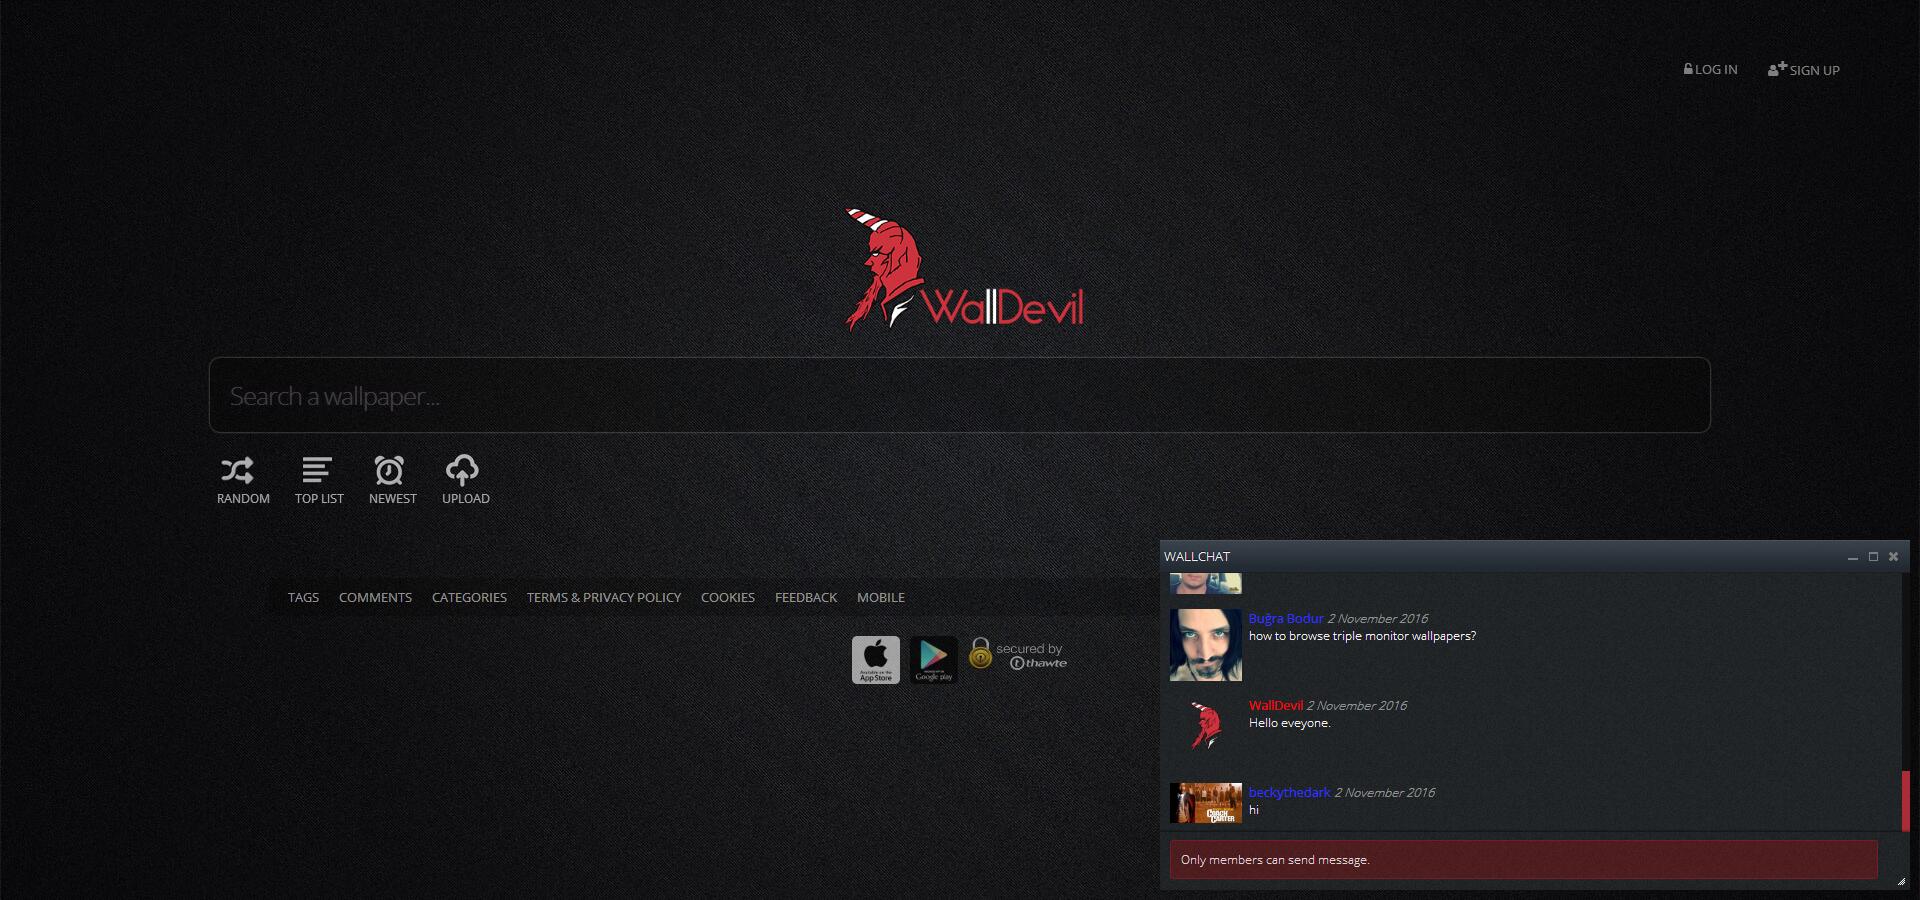 LOG IN
SIGN UP
WallDevil
Search a wallpaper...
RANDOM
TOP LIST
NEWEST
UPLOAD
TAGS
COMMENTS
CATEGORIES
TERMS & PRIVACY POLICY
COOKIES
FEEDBACK
MOBILE
Available on the
App Store
Google play
secured by
thawte
WALLCHAT
Buğra Bodur 2 November 2016
how to browse triple monitor wallpapers?
WallDevil 2 November 2016
Hello eveyone.
beckythedark 2 November 2016
hi
COACH
CARTER
Only members can send message.